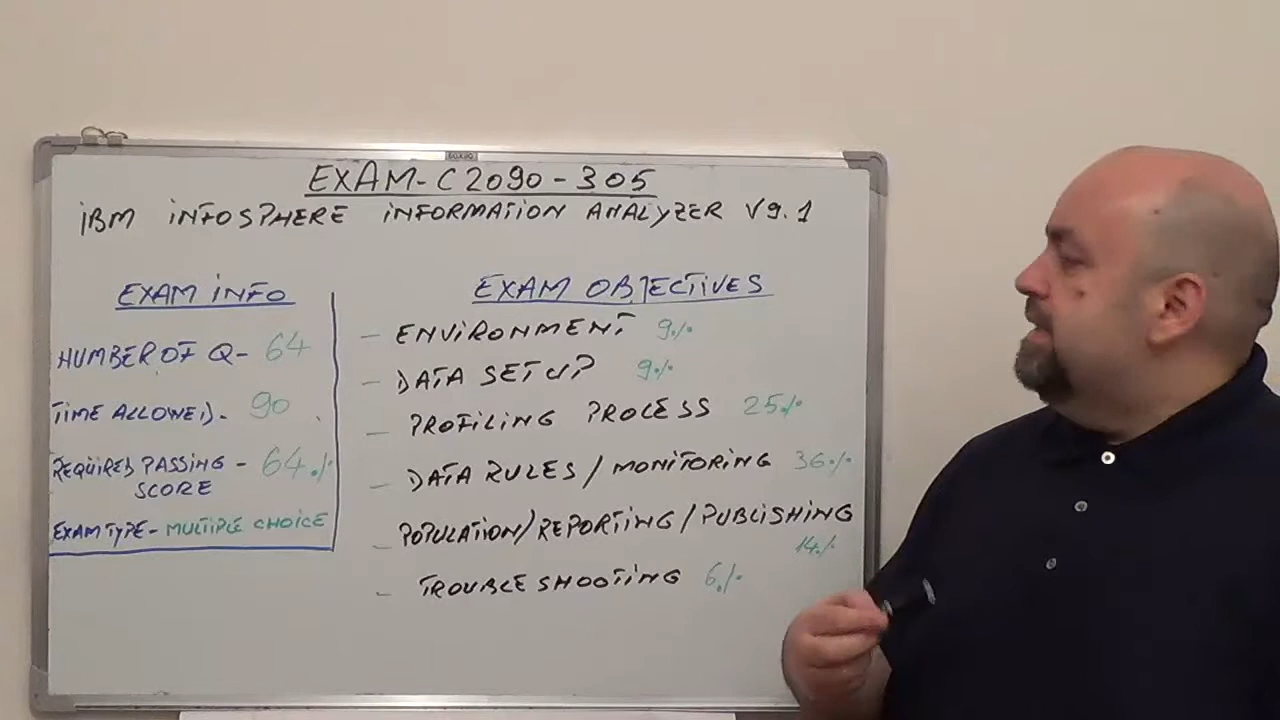 EXAM-C2090-305
iBM iNFOSPHERE iNFORMATiON ANALYZER V9.1
EXAM iNFO
NUMBER OF Q- 64
TIME ALLOWED- 90
REQUiRED PASSiNG - 64%
SCORE
EXAM TYPE- MULTiPLE CHOiCE
EXAM OBJECTiVES
- ENViRONMENT 9%
- DATA SETUP 9%
- PROFiLiNG PROCESS 25%
- DATA RULES / MONiTORiNG 36%
- POPULATiON/REPORTiNG/PUBLiSHiNG
14%
- TROUBLESHOOTiNG 6%